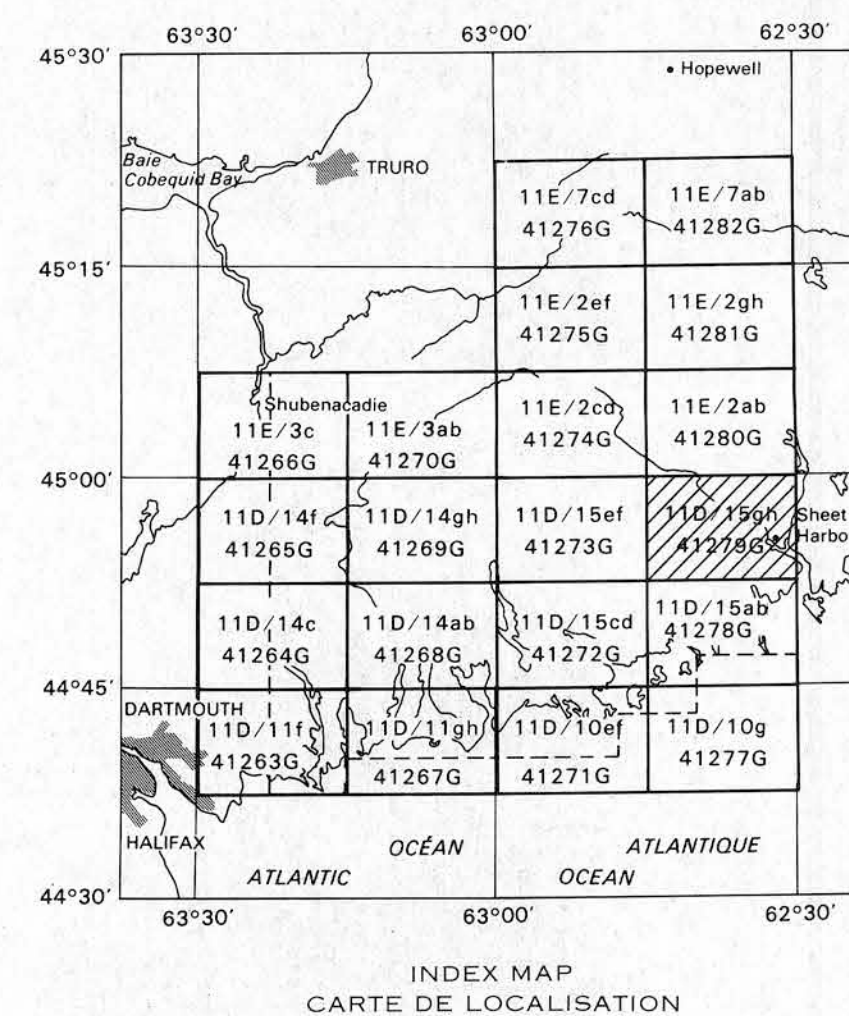 63°30′ 63°00′ 62°30′
45°30′
• Hopewell
Baie
Cobequid Bay
TRURO
11E/7cd 11E/7ab
41276G 41282G
45°15′
11E/2ef 11E/2gh
41275G 41281G
Shubenacadie
11E/3c 11E/3ab 11E/2cd 11E/2ab
41266G 41270G 41274G 41280G
45°00′
11D/14f 11D/14gh 11D/15ef 11D/15gh Sheet
41265G 41269G 41273G 41279G Harbo
11D/14c 11D/14ab 11D/15cd 11D/15ab
41264G 41268G 41272G 41278G
44°45′
DARTMOUTH
11D/11f 11D/11gh 11D/10ef 11D/10g
41263G 41267G 41271G 41277G
HALIFAX
OCÉAN ATLANTIQUE
ATLANTIC OCEAN
44°30′
63°30′ 63°00′ 62°30′
INDEX MAP
CARTE DE LOCALISATION